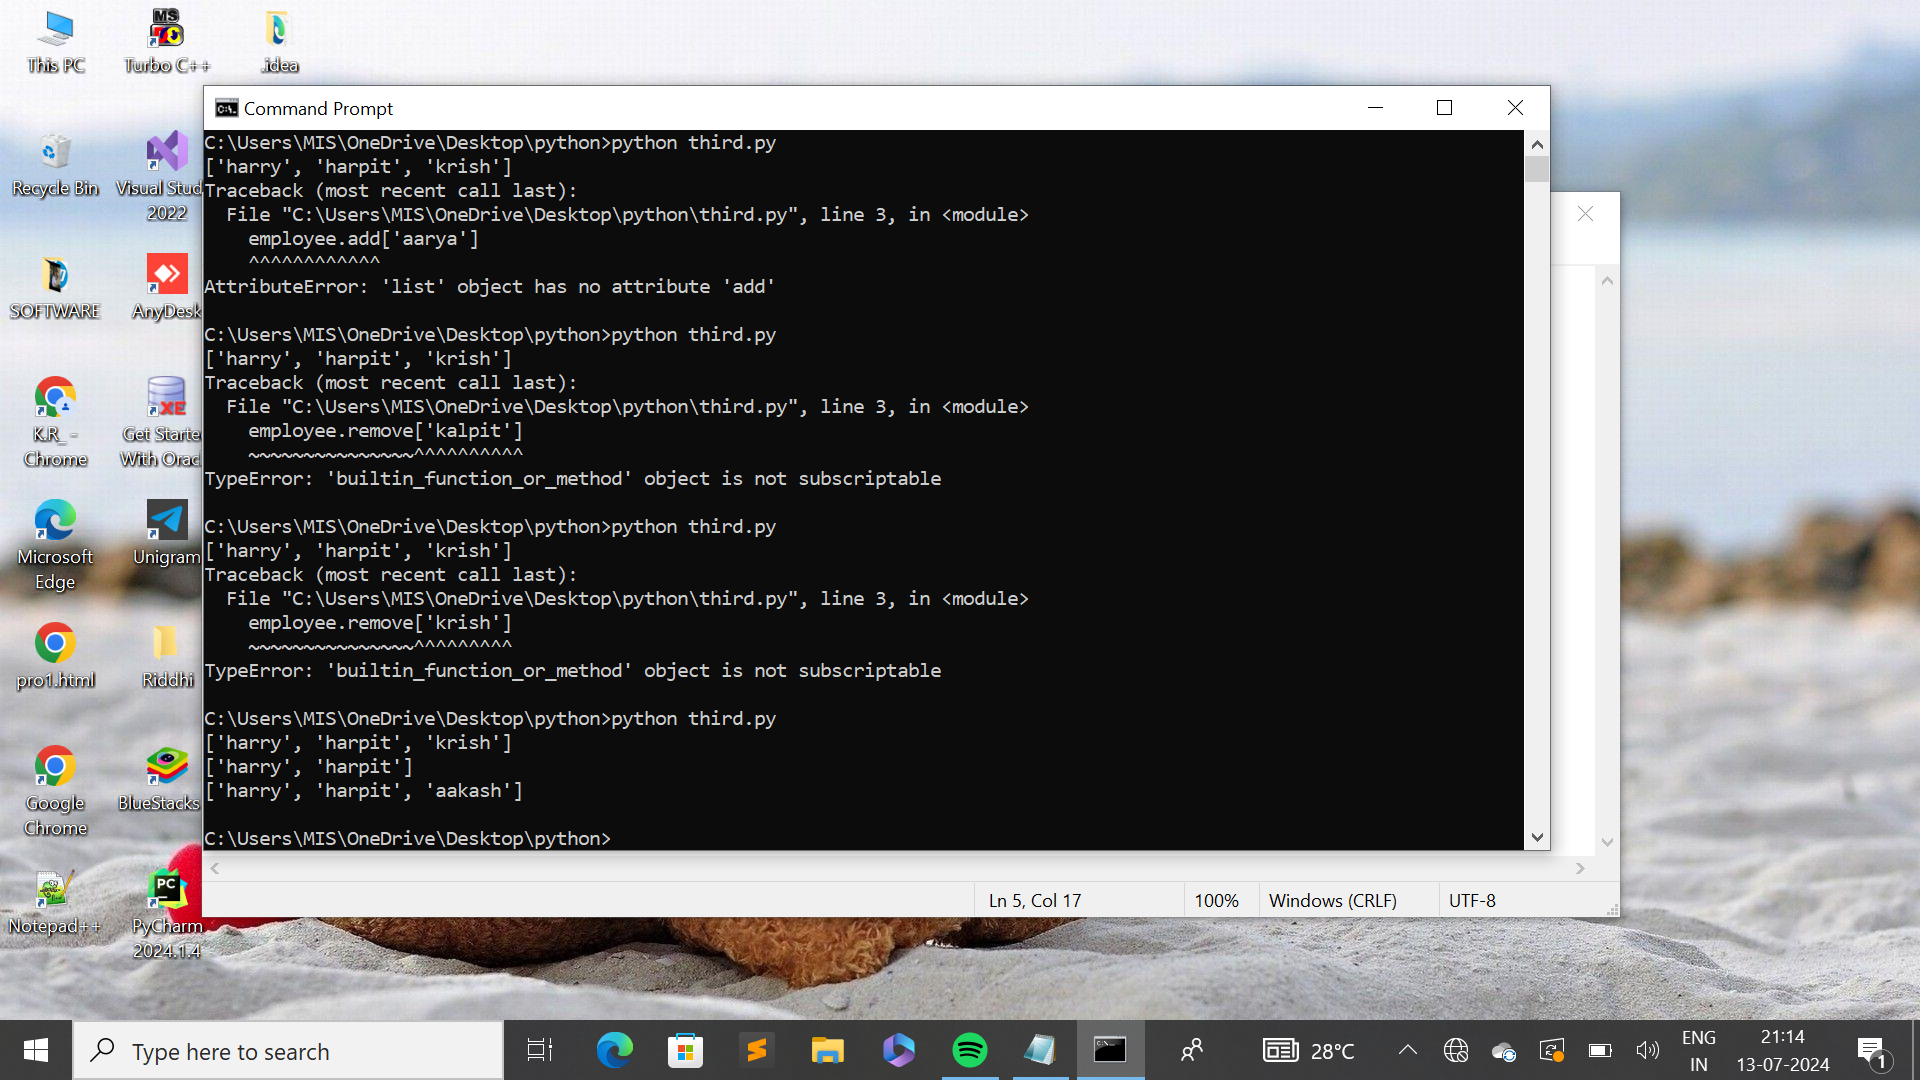 This PC
Turbo C++
.idea
Command Prompt
Recycle Bin
Visual Stud
2022
SOFTWARE
AnyDesk
K.R_ -
Chrome
Get Starte
With Orac
Microsoft
Edge
Unigram
pro1.html
Riddhi
Google
Chrome
BlueStacks
Notepad++
PyCharm
2024.1.4
C:\Users\MIS\OneDrive\Desktop\python>python third.py
['harry', 'harpit', 'krish']
Traceback (most recent call last):
  File "C:\Users\MIS\OneDrive\Desktop\python\third.py", line 3, in <module>
    employee.add['aarya']
    ^^^^^^^^^^^^
AttributeError: 'list' object has no attribute 'add'
C:\Users\MIS\OneDrive\Desktop\python>python third.py
['harry', 'harpit', 'krish']
Traceback (most recent call last):
  File "C:\Users\MIS\OneDrive\Desktop\python\third.py", line 3, in <module>
    employee.remove['kalpit']
    ~~~~~~~~~~~~~~~^^^^^^^^^^
TypeError: 'builtin_function_or_method' object is not subscriptable
C:\Users\MIS\OneDrive\Desktop\python>python third.py
['harry', 'harpit', 'krish']
Traceback (most recent call last):
  File "C:\Users\MIS\OneDrive\Desktop\python\third.py", line 3, in <module>
    employee.remove['krish']
    ~~~~~~~~~~~~~~~^^^^^^^^^
TypeError: 'builtin_function_or_method' object is not subscriptable
C:\Users\MIS\OneDrive\Desktop\python>python third.py
['harry', 'harpit', 'krish']
['harry', 'harpit']
['harry', 'harpit', 'aakash']
C:\Users\MIS\OneDrive\Desktop\python>
Ln 5, Col 17
100%
Windows (CRLF)
UTF-8
Type here to search
28°C
ENG
IN
21:14
13-07-2024
1